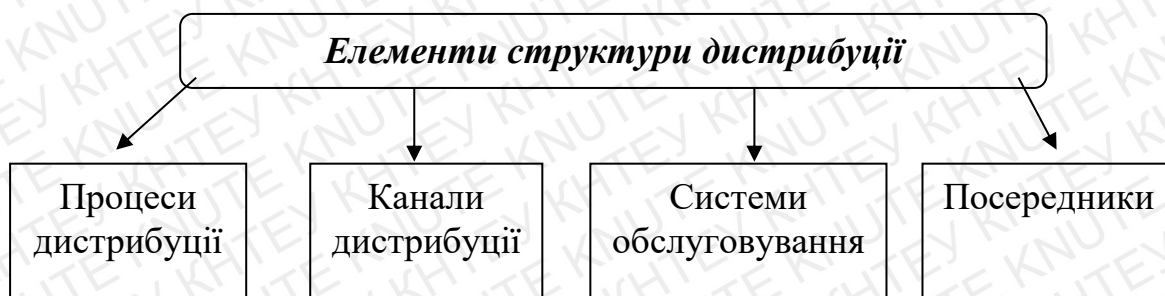 Елементи структури дистрибуції
Процеси
дистрибуції
Канали
дистрибуції
Системи
обслуговування
Посередники